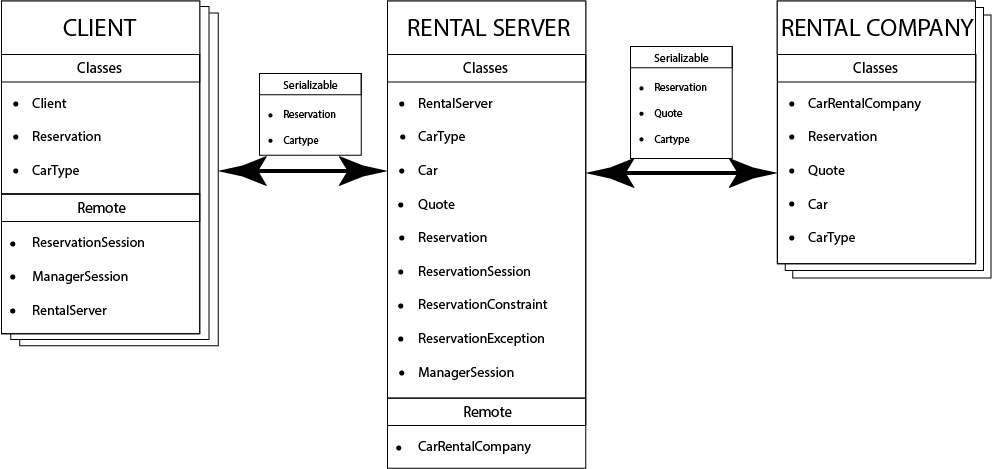 CLIENT
Classes
Client
Reservation
CarType
Remote
ReservationSession
ManagerSession
RentalServer
Serializable
Reservation
Cartype
RENTAL SERVER
Classes
RentalServer
CarType
Car
Quote
Reservation
ReservationSession
ReservationConstraint
ReservationException
ManagerSession
Remote
CarRentalCompany
Serializable
Reservation
Quote
Cartype
RENTAL COMPANY
Classes
CarRentalCompany
Reservation
Quote
Car
CarType